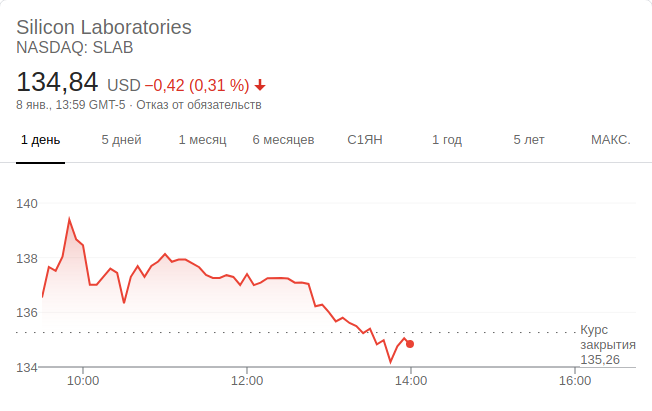 Silicon Laboratories
NASDAQ: SLAB
134,84 USD −0,42 (0,31 %)
8 янв., 13:59 GMT-5 · Отказ от обязательств
1 день 5 дней 1 месяц 6 месяцев С1ЯН 1 год 5 лет МАКС.
140
138
136
134
Курс
закрытия
135,26
10:00 12:00 14:00 16:00